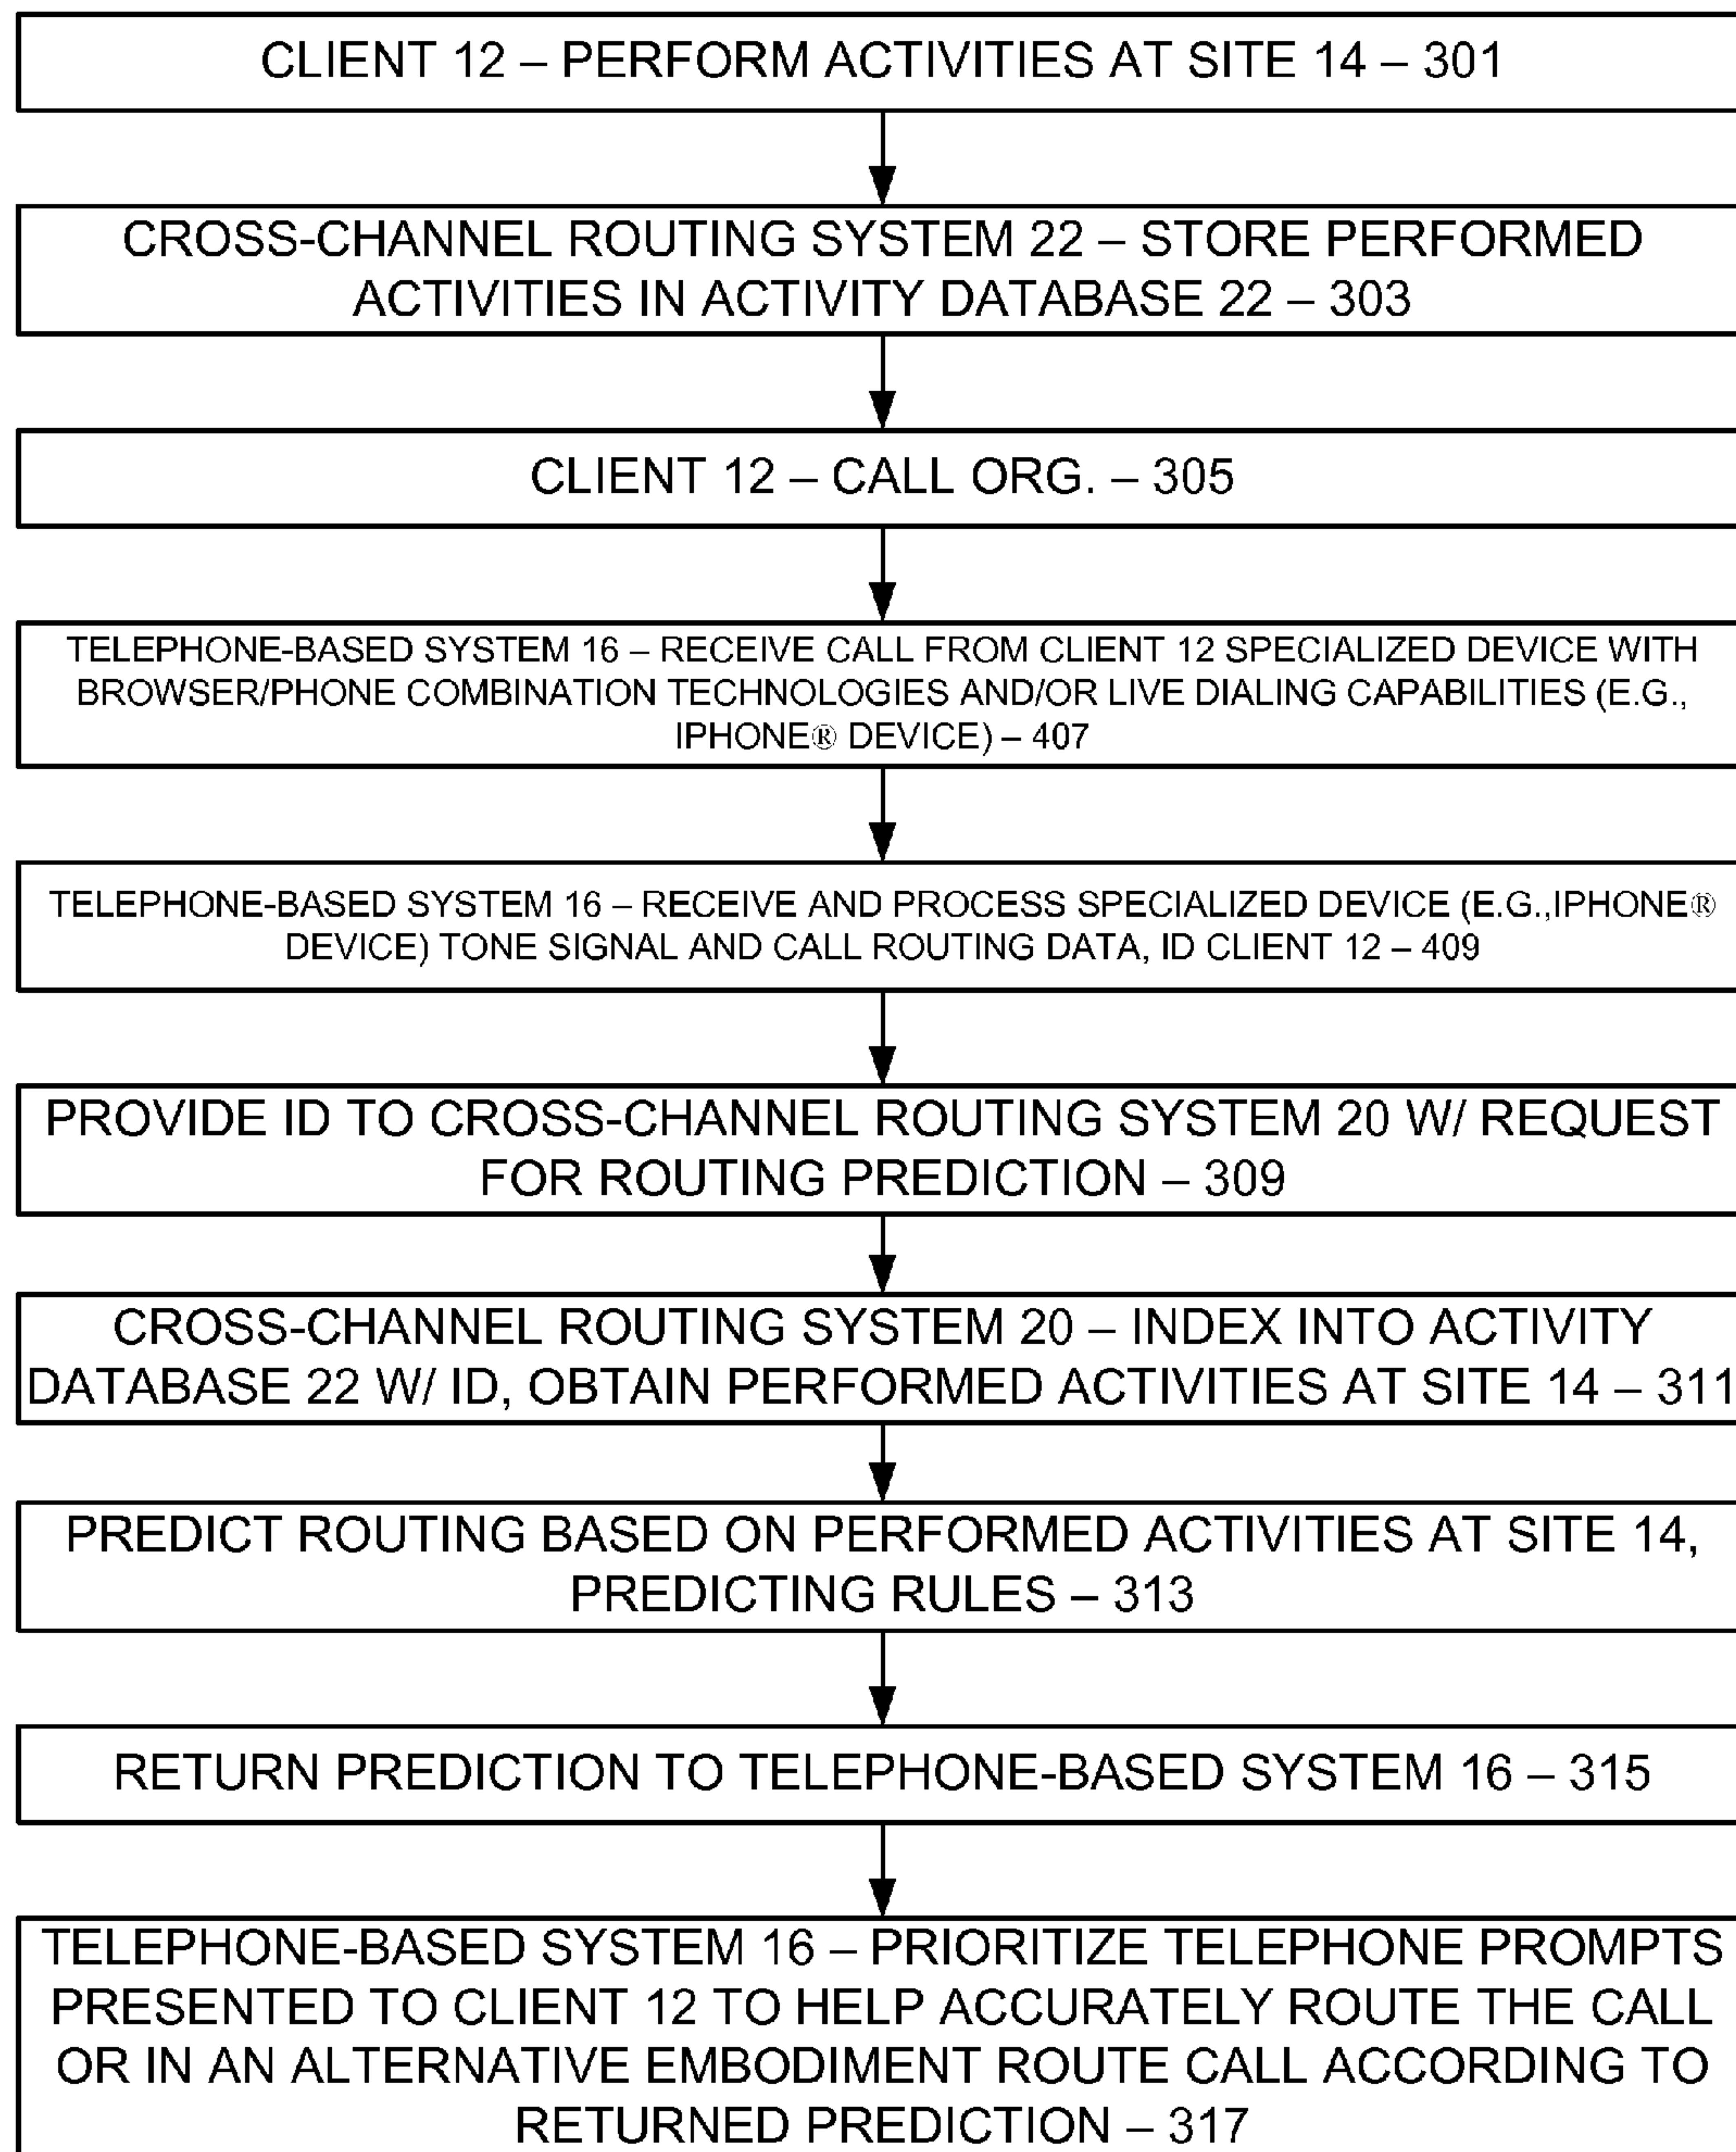 CLIENT 12 – PERFORM ACTIVITIES AT SITE 14 – 301
CROSS-CHANNEL ROUTING SYSTEM 22 – STORE PERFORMED
ACTIVITIES IN ACTIVITY DATABASE 22 – 303
CLIENT 12 – CALL ORG. – 305
TELEPHONE-BASED SYSTEM 16 – RECEIVE CALL FROM CLIENT 12 SPECIALIZED DEVICE WITH
BROWSER/PHONE COMBINATION TECHNOLOGIES AND/OR LIVE DIALING CAPABILITIES (E.G.,
IPHONE® DEVICE) – 407
TELEPHONE-BASED SYSTEM 16 – RECEIVE AND PROCESS SPECIALIZED DEVICE (E.G.,IPHONE®
DEVICE) TONE SIGNAL AND CALL ROUTING DATA, ID CLIENT 12 – 409
PROVIDE ID TO CROSS-CHANNEL ROUTING SYSTEM 20 W/ REQUEST
FOR ROUTING PREDICTION – 309
CROSS-CHANNEL ROUTING SYSTEM 20 – INDEX INTO ACTIVITY
DATABASE 22 W/ ID, OBTAIN PERFORMED ACTIVITIES AT SITE 14 – 311
PREDICT ROUTING BASED ON PERFORMED ACTIVITIES AT SITE 14,
PREDICTING RULES – 313
RETURN PREDICTION TO TELEPHONE-BASED SYSTEM 16 – 315
TELEPHONE-BASED SYSTEM 16 – PRIORITIZE TELEPHONE PROMPTS
PRESENTED TO CLIENT 12 TO HELP ACCURATELY ROUTE THE CALL
OR IN AN ALTERNATIVE EMBODIMENT ROUTE CALL ACCORDING TO
RETURNED PREDICTION – 317